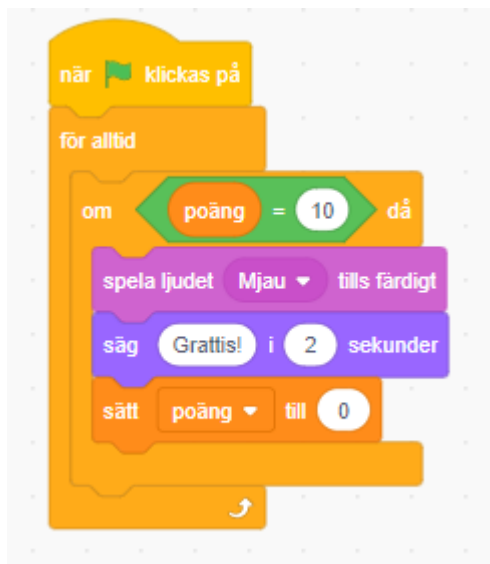 när klickas på
för alltid
om poäng = 10 då
spela ljudet Mjau tills färdigt
säg Grattis! i 2 sekunder
sätt poäng till 0